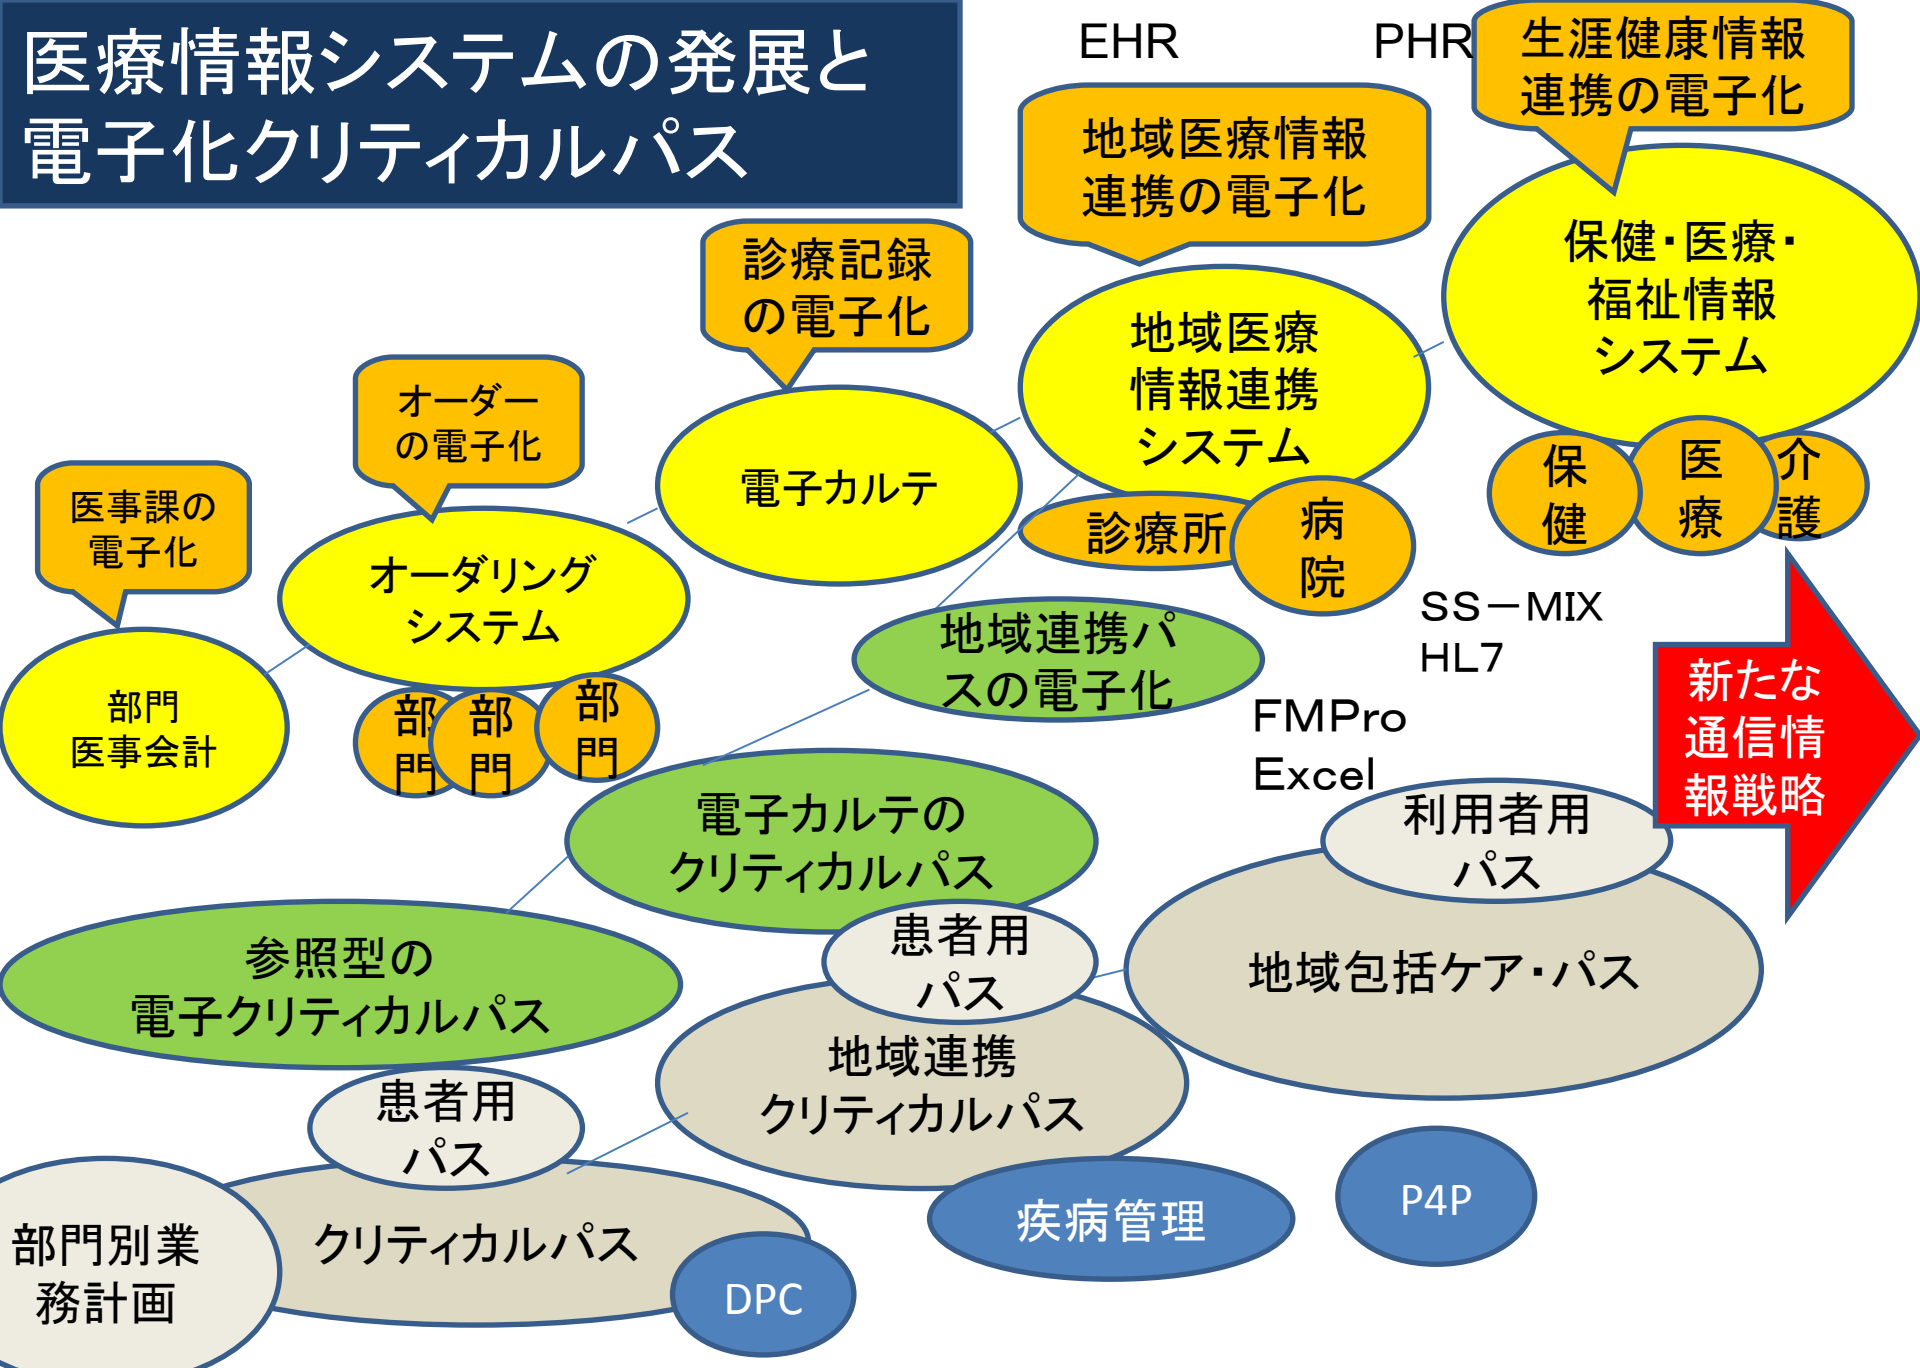 医療情報システムの発展と
電子化クリティカルパス
EHR
PHR
生涯健康情報
連携の電子化
地域医療情報
連携の電子化
診療記録
の電子化
オーダー
の電子化
医事課の
電子化
保健・医療・
福祉情報
システム
地域医療
情報連携
システム
電子カルテ
オーダリング
システム
部門
医事会計
保
健
医
療
介
護
診療所
病
院
部
門
部
門
部
門
SS－MIX
HL7
地域連携パ
スの電子化
FMPro
Excel
新たな
通信情
報戦略
電子カルテの
クリティカルパス
利用者用
パス
参照型の
電子クリティカルパス
患者用
パス
地域包括ケア・パス
地域連携
クリティカルパス
患者用
パス
部門別業
務計画
クリティカルパス
DPC
疾病管理
P4P